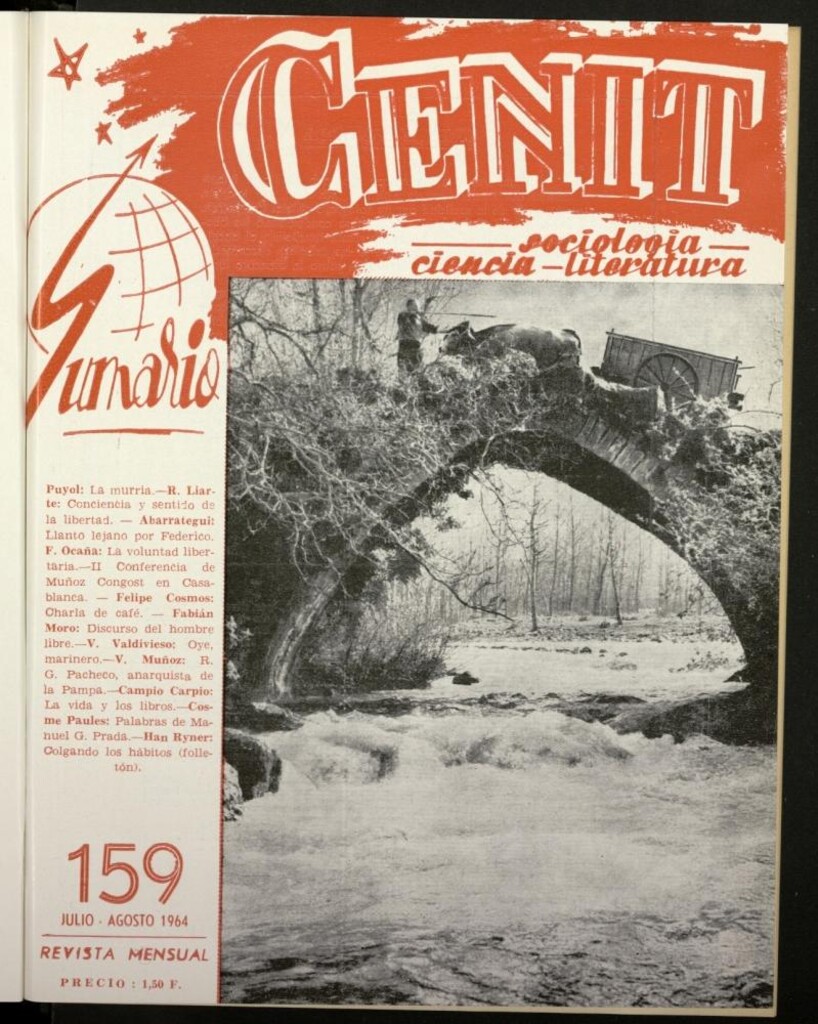 CENIT
sociologia
ciencia – literatura
Sumario
Puyol: La murria.—R. Liar-
te: Conciencia y sentido de
la libertad. — Abarrategui:
Llanto lejano por Federico.
F. Ocaña: La voluntad liber-
taria.—II Conferencia de
Muñoz Congost en Casa-
blanca. — Felipe Cosmos:
Charla de café. — Fabián
Moro: Discurso del hombre
libre.—V. Valdivieso: Oye,
marinero.—V. Muñoz: R.
G. Pacheco, anarquista de
la Pampa.—Campio Carpio:
La vida y los libros.—Cos-
me Paules: Palabras de Ma-
nuel G. Prada.—Han Ryner:
Colgando los hábitos (folle-
tón).
159
JULIO - AGOSTO 1964
REVISTA MENSUAL
PRECIO : 1,50 F.